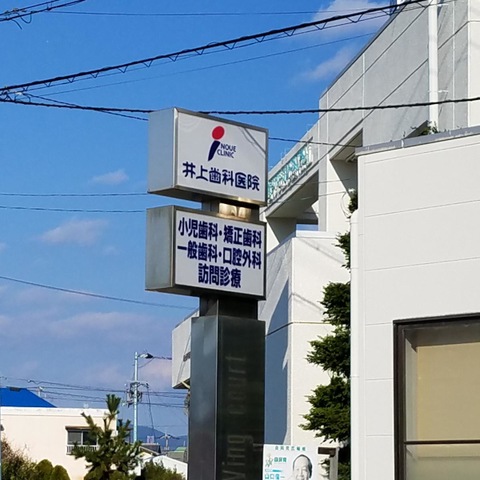 iNOUE
CLINIC
井上歯科医院
小児歯科・矯正歯科
一般歯科・口腔外科
訪問診療